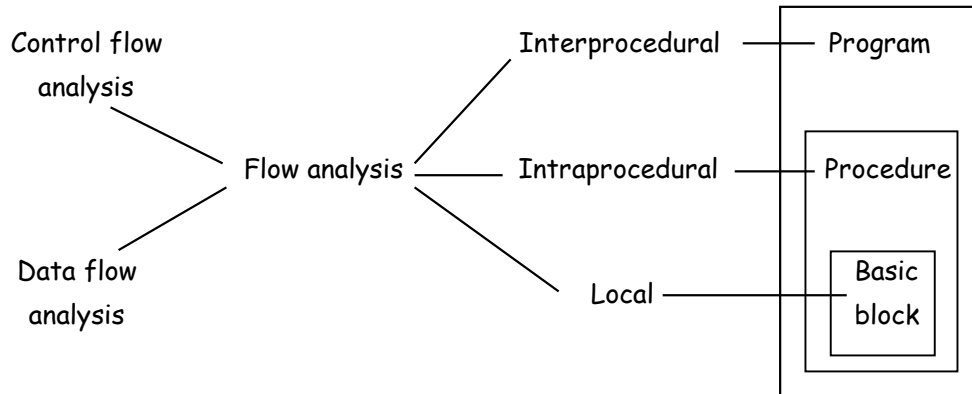 Control flow
analysis
Interprocedural
Program
Flow analysis
Intraprocedural
Procedure
Data flow
analysis
Local
Basic
block